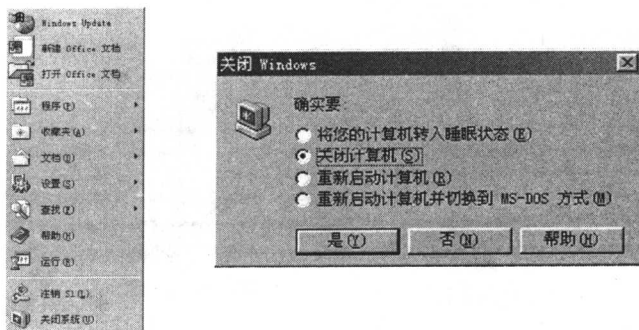 Windows Update
新建 Office 文档
打开 Office 文档
程序(P)
收藏夹(A)
文档(D)
设置(S)
查找(F)
帮助(H)
运行(R)
注销 S1(L)
关闭系统(U)
关闭 Windows
确实要:
将您的计算机转入睡眠状态(E)
关闭计算机(S)
重新启动计算机(R)
重新启动计算机并切换到 MS-DOS 方式(M)
是(Y)
否(N)
帮助(H)